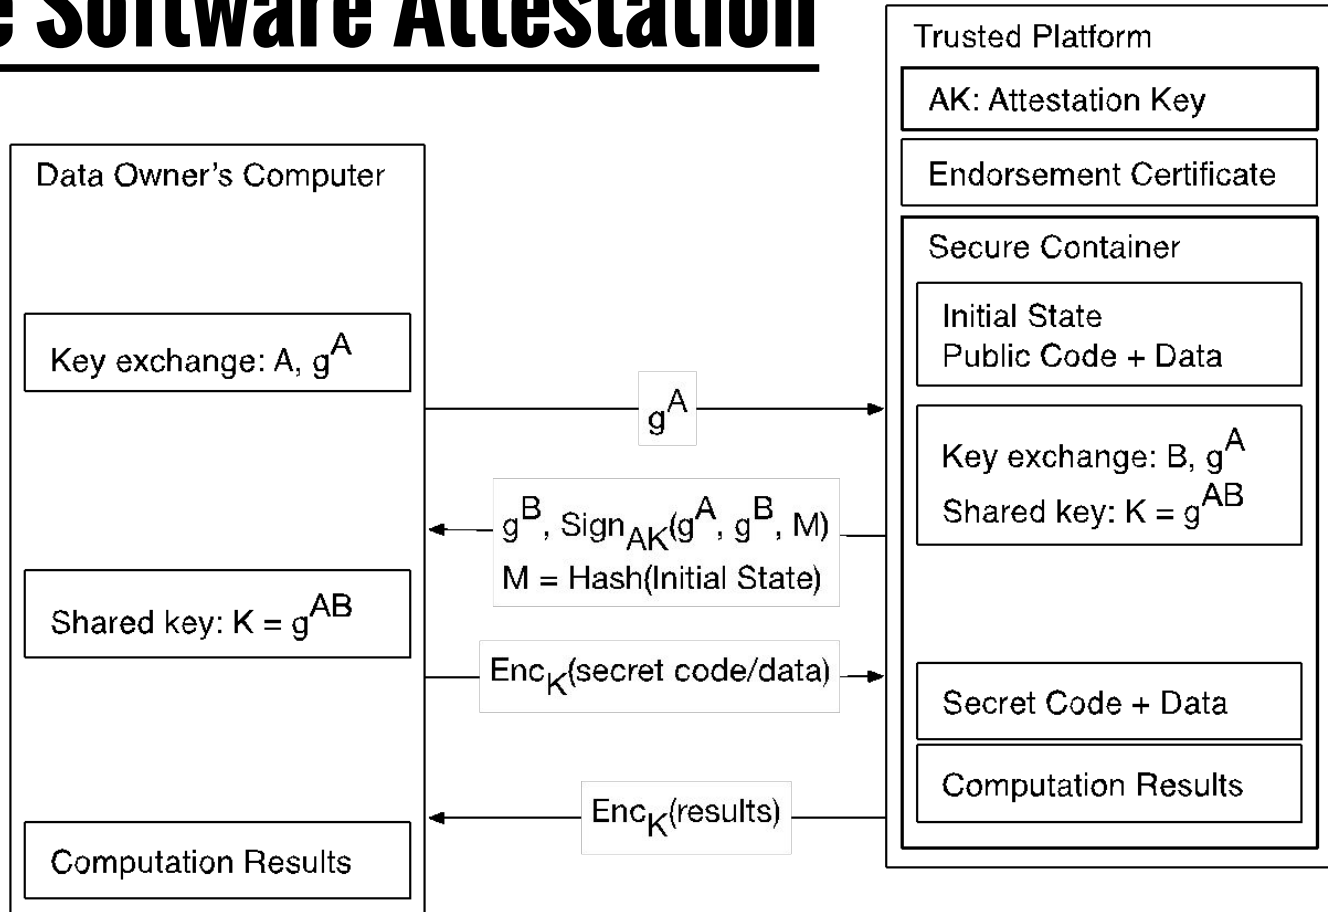 e Software Attestation
Trusted Platform
AK: Attestation Key
Endorsement Certificate
Secure Container
Initial State
Public Code + Data
Key exchange: B, g^A
Shared key: K = g^AB
Secret Code + Data
Computation Results
Data Owner's Computer
Key exchange: A, g^A
Shared key: K = g^AB
Computation Results
g^A
g^B, Sign_AK(g^A, g^B, M)
M = Hash(Initial State)
Enc_K(secret code/data)
Enc_K(results)